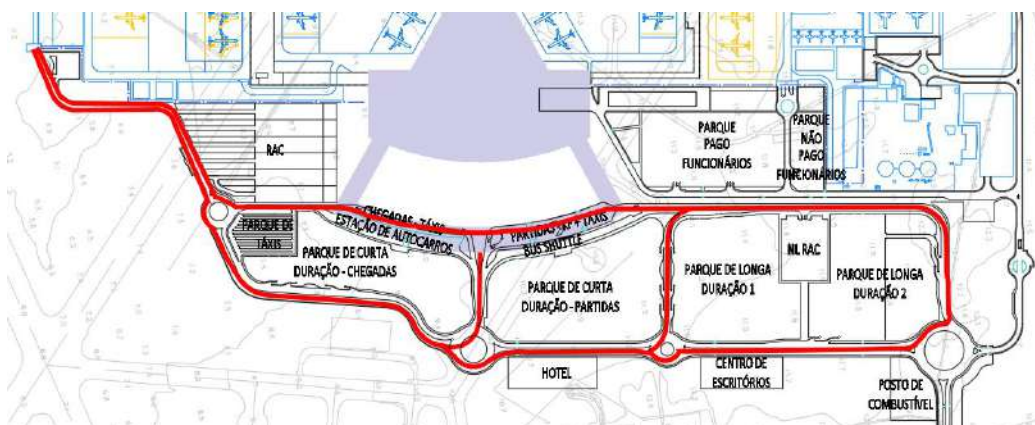 PARQUE
PAGO
FUNCIONÁRIOS
PARQUE
NÃO
PAGO
FUNCIONÁRIOS
RAC
CHEGADAS - TÁXIS
ESTAÇÃO DE AUTOCARROS
BUS SHUTTLE
PARQUE DE
TÁXIS
PARQUE DE CURTA
DURAÇÃO - CHEGADAS
PARQUE DE CURTA
DURAÇÃO - PARTIDAS
PARQUE DE LONGA
DURAÇÃO 1
NL RAC
PARQUE DE LONGA
DURAÇÃO 2
HOTEL
CENTRO DE
ESCRITÓRIOS
POSTO DE
COMBUSTÍVEL